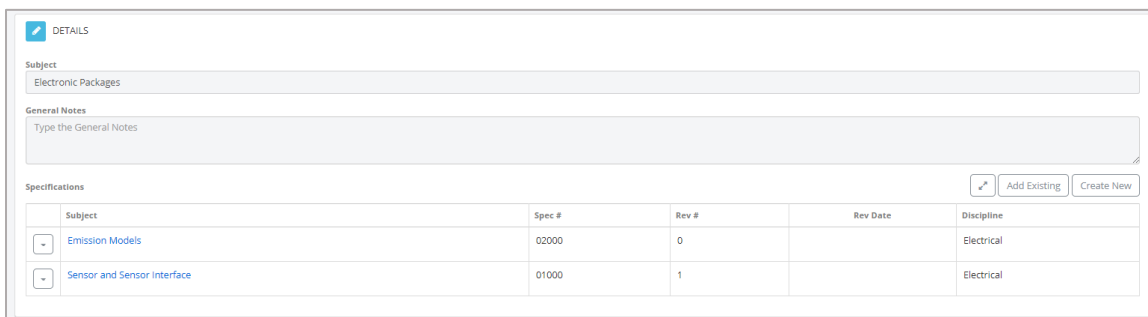 DETAILS
Subject
Electronic Packages
General Notes
Type the General Notes
Specifications Add Existing Create New
Subject Spec # Rev # Rev Date Discipline
Emission Models 02000 0 Electrical
Sensor and Sensor Interface 01000 1 Electrical